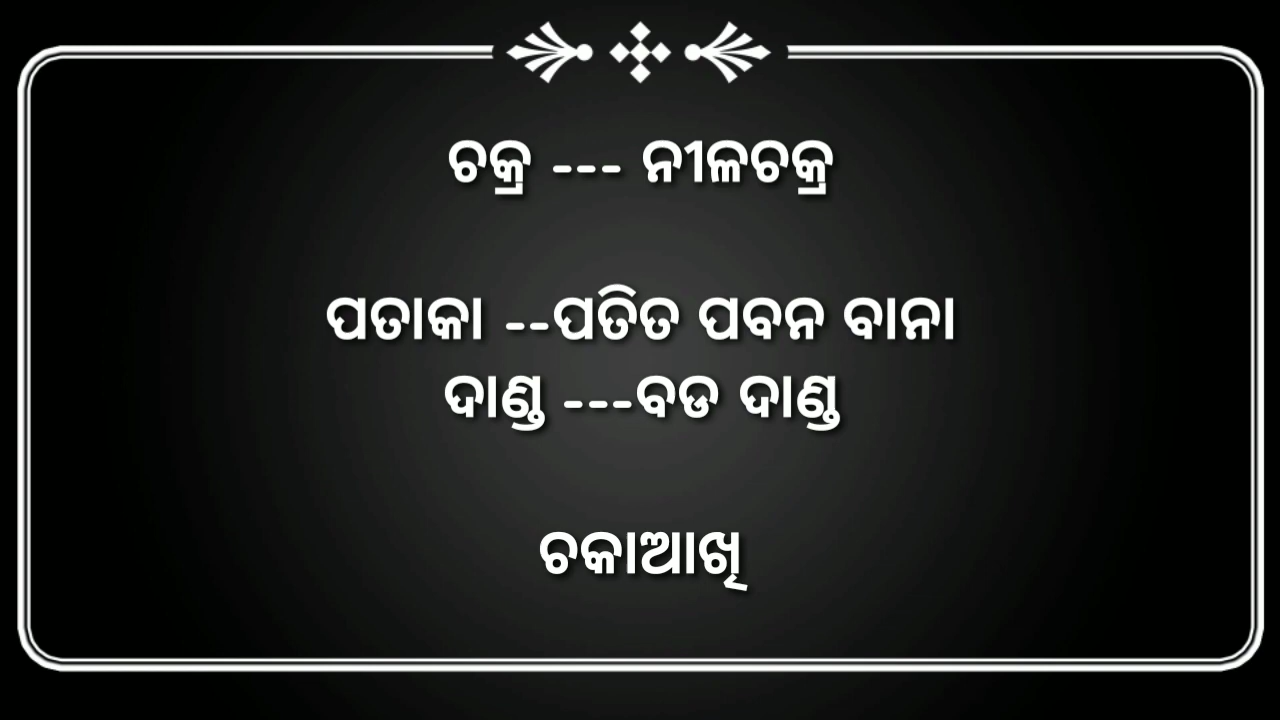 ଚକ୍ର --- ନୀଳଚକ୍ର
ପତାକା --ପତିତ ପବନ ବାନା
ଦାଣ୍ଡ ---ବଡ ଦାଣ୍ଡ
ଚକାଆଖି